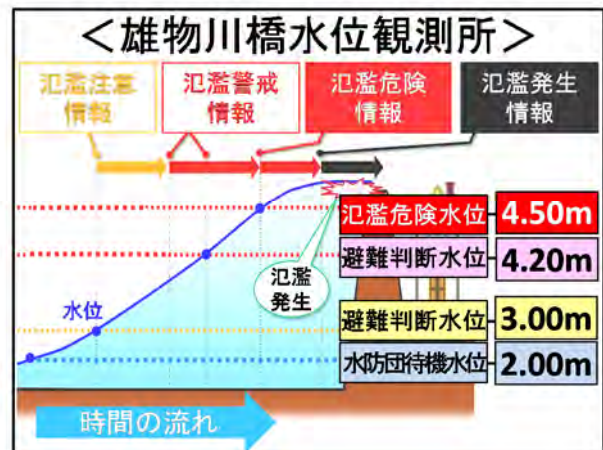 ＜雄物川橋水位観測所＞
氾濫注意
情報
氾濫警戒
情報
氾濫危険
情報
氾濫発生
情報
氾濫危険水位
4.50m
避難判断水位
4.20m
氾濫
発生
水位
避難判断水位
3.00m
水防団待機水位
2.00m
時間の流れ